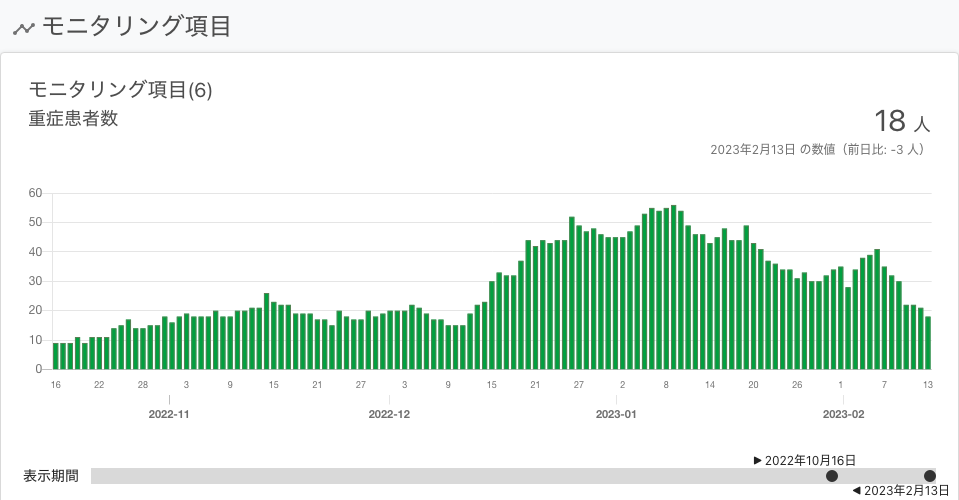 モニタリング項目
モニタリング項目(6)
重症患者数
18 人
2023年2月13日 の数値（前日比: -3 人）
60
50
40
30
20
10
0
16 22 28 3 9 15 21 27 3 9 15 21 27 2 8 14 20 26 1 7 13
2022-11 2022-12 2023-01 2023-02
▶ 2022年10月16日
表示期間
◀ 2023年2月13日